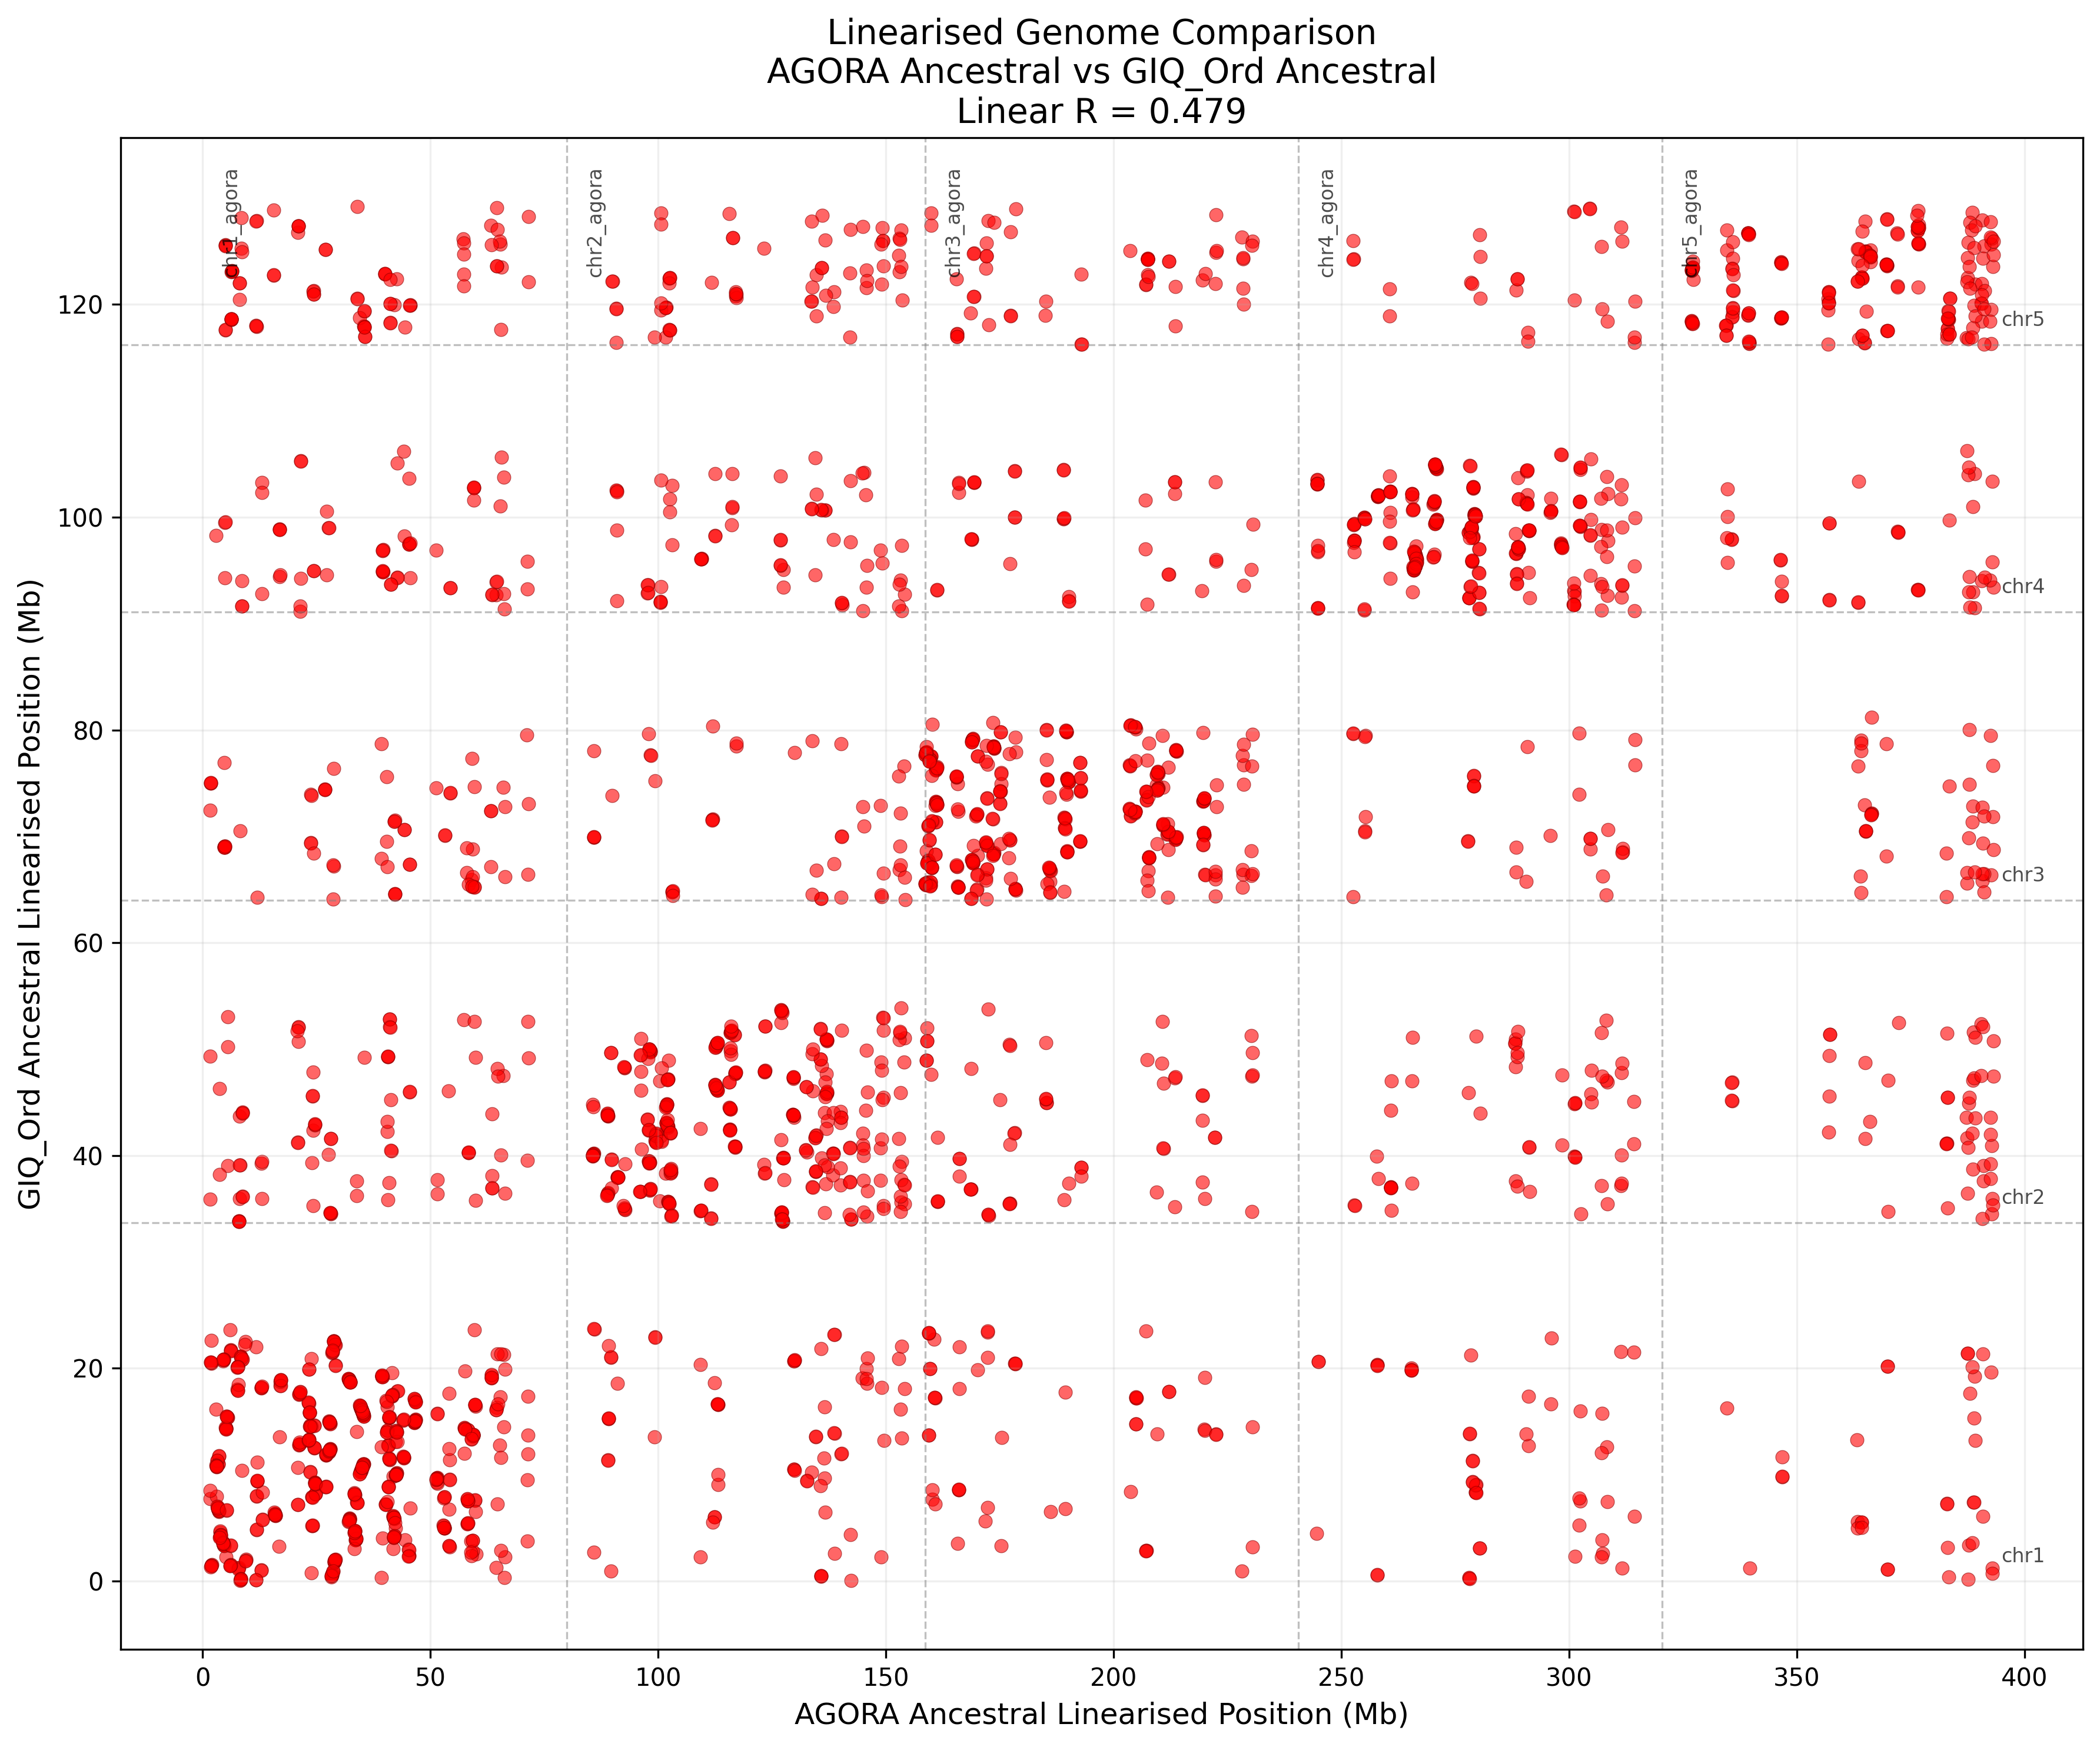 Linearised Genome Comparison
AGORA Ancestral vs GIQ_Ord Ancestral
Linear R = 0.479
chr1_agora
chr2_agora
chr3_agora
chr4_agora
chr5_agora
GIQ_Ord Ancestral Linearised Position (Mb)
120
100
80
60
40
20
0
chr5
chr4
chr3
chr2
chr1
0 50 100 150 200 250 300 350 400
AGORA Ancestral Linearised Position (Mb)